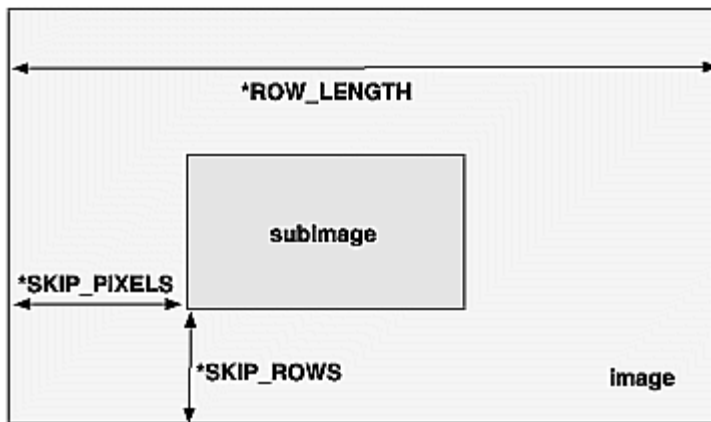 *ROW_LENGTH
subimage
*SKIP_PIXELS
*SKIP_ROWS
image